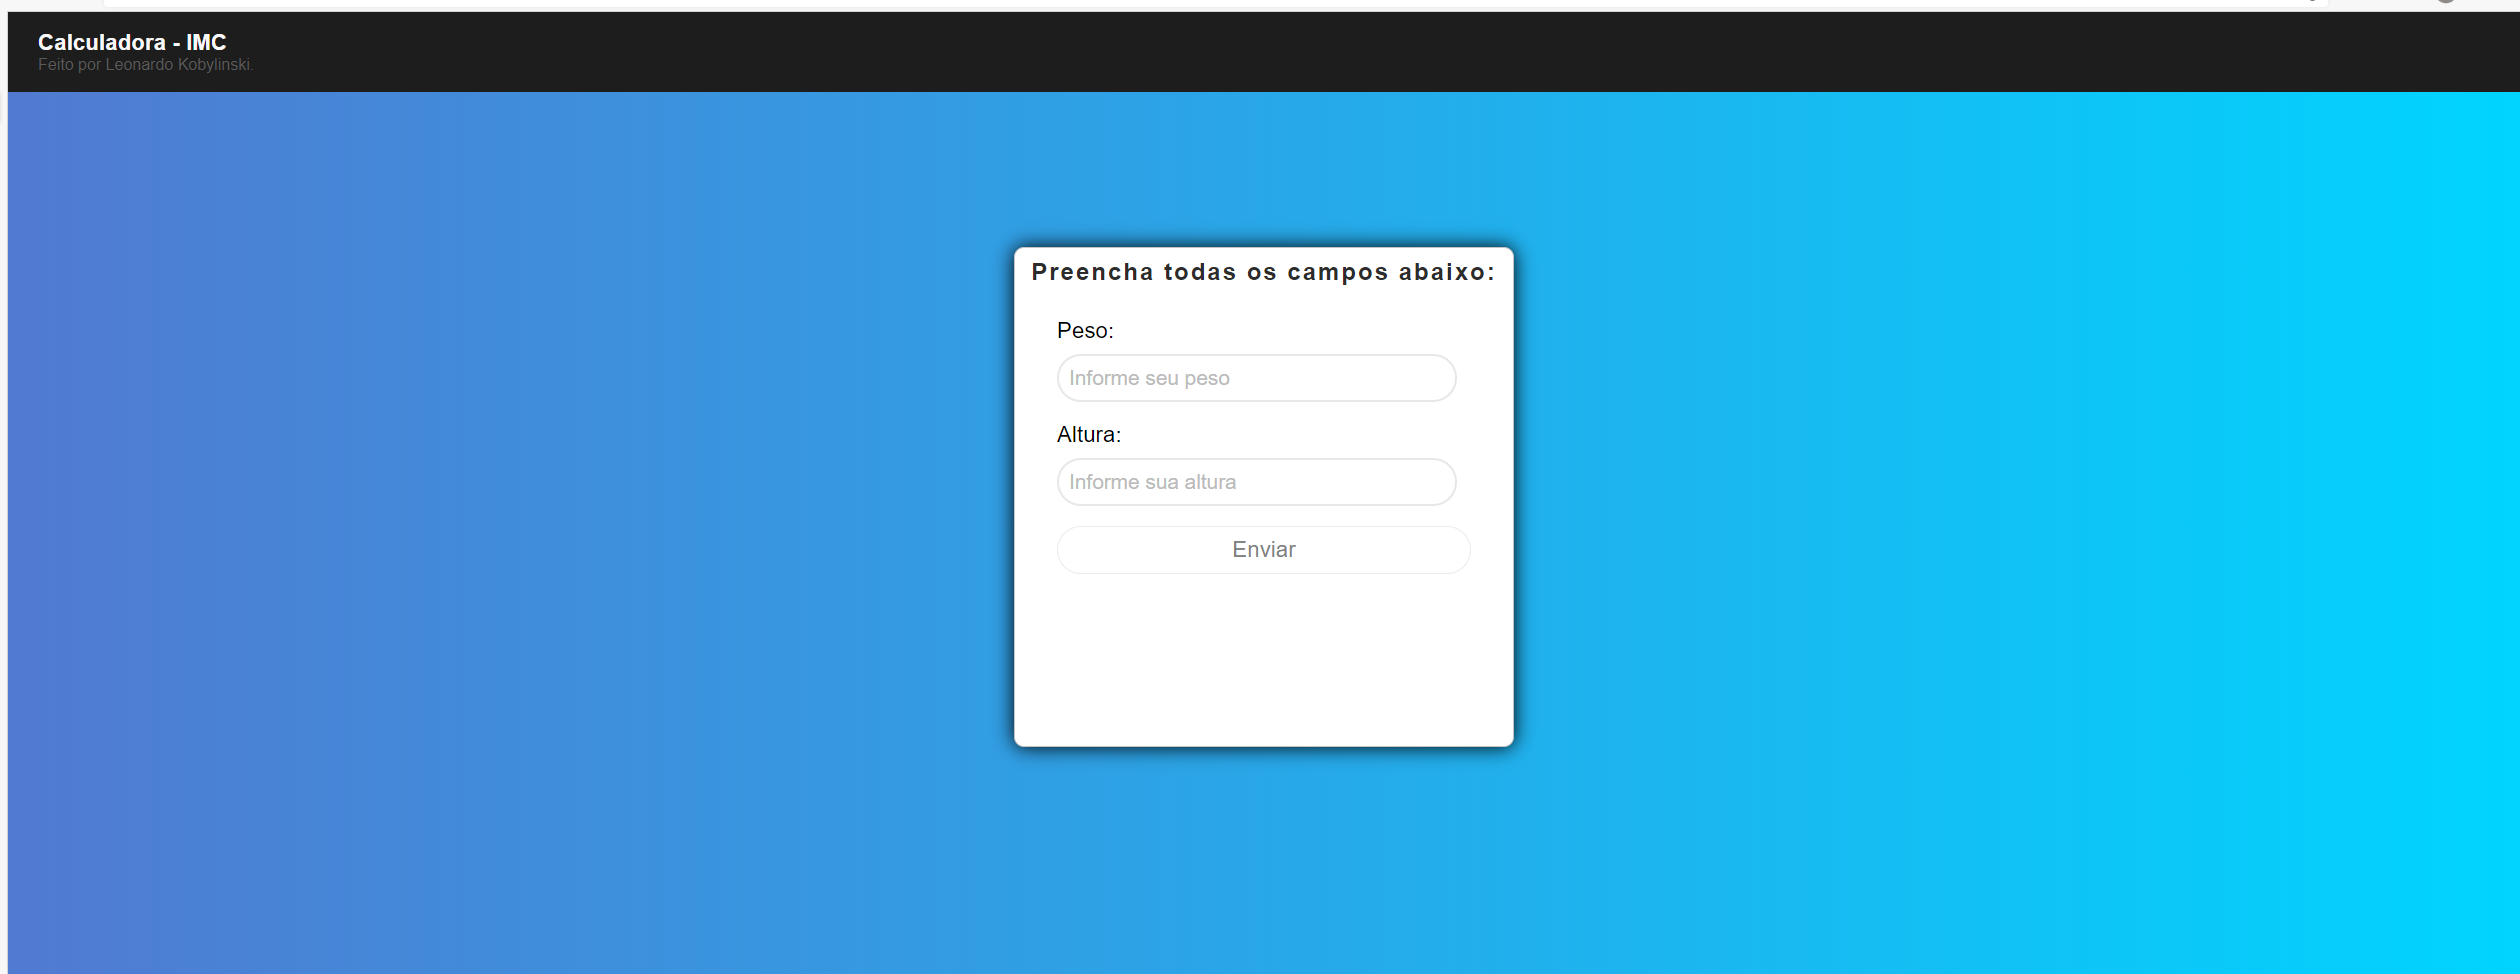 Calculadora - IMC
Feito por Leonardo Kobylinski.
Preencha todas os campos abaixo:
Peso:
Informe seu peso
Altura:
Informe sua altura
Enviar